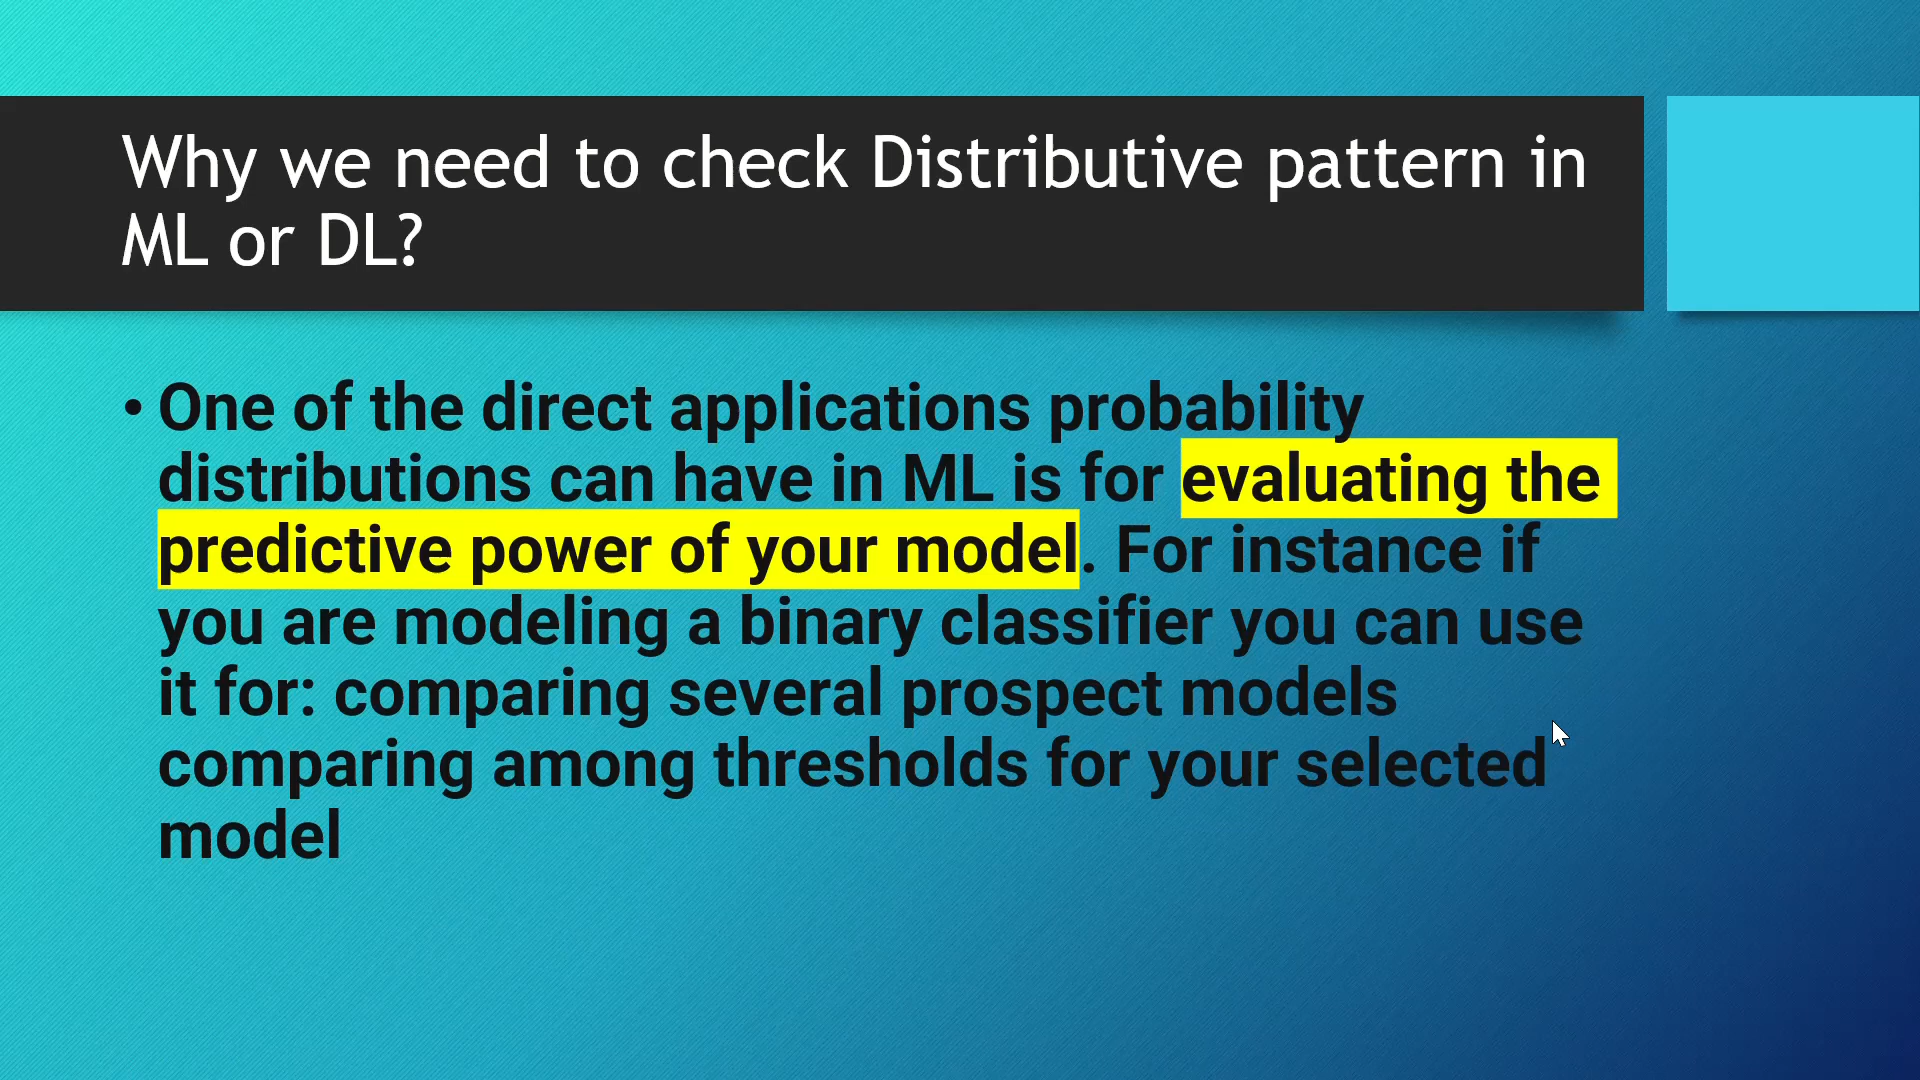 Why we need to check Distributive pattern in
ML or DL?
• One of the direct applications probability
distributions can have in ML is for evaluating the
predictive power of your model. For instance if
you are modeling a binary classifier you can use
it for: comparing several prospect models
comparing among thresholds for your selected
model